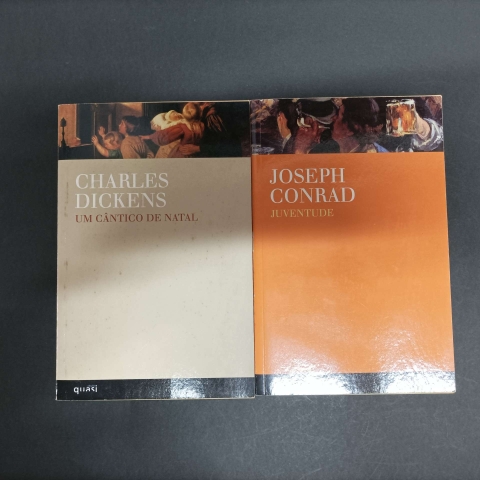 CHARLES
DICKENS
UM CÂNTICO DE NATAL
quasi
JOSEPH
CONRAD
JUVENTUDE